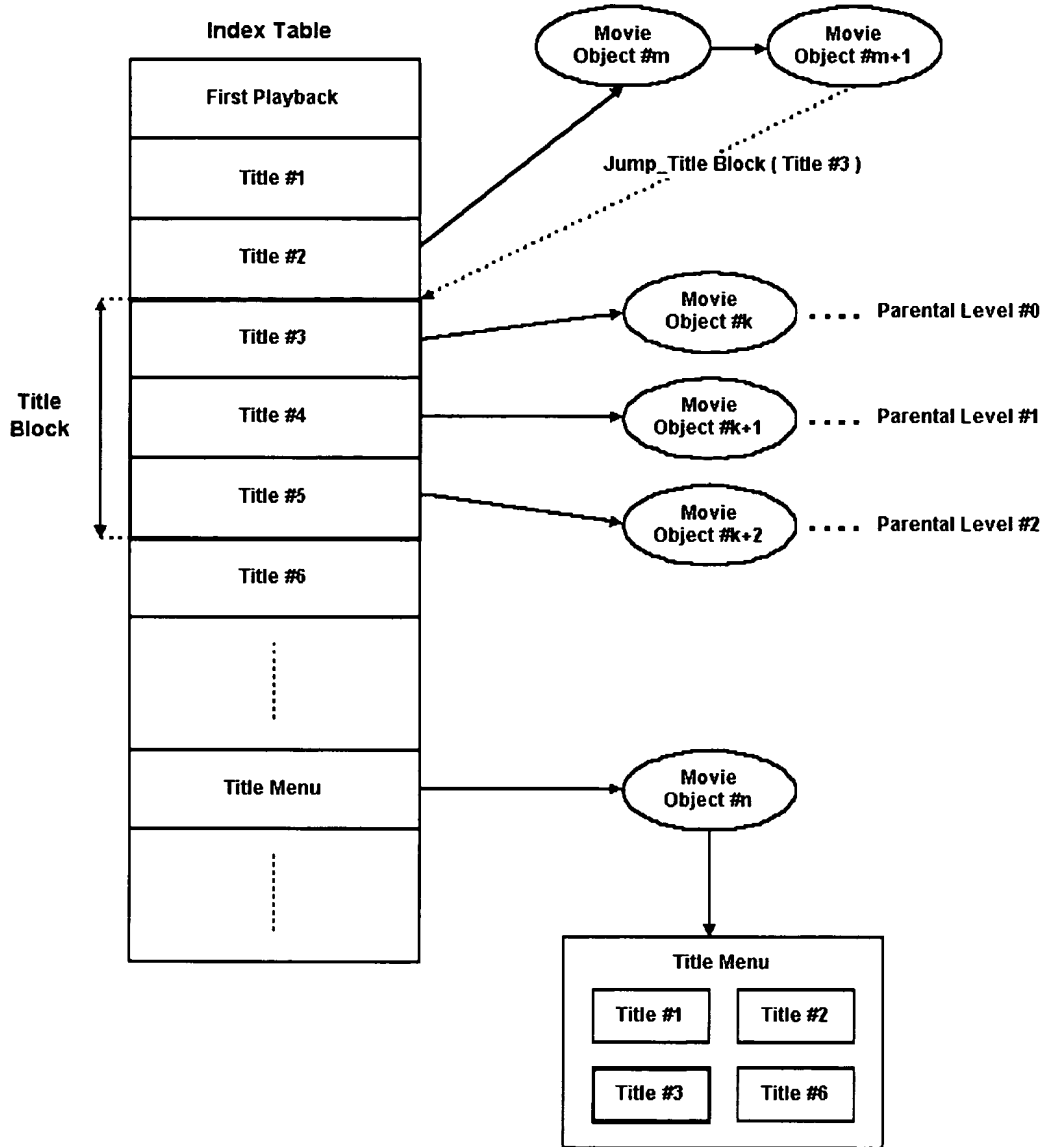 Index Table
First Playback
Title #1
Title #2
Title #3
Title #4
Title #5
Title #6
Title Menu
Title
Block
Movie
Object #m
Movie
Object #m+1
Jump_Title Block ( Title #3 )
Movie
Object #k
Parental Level #0
Movie
Object #k+1
Parental Level #1
Movie
Object #k+2
Parental Level #2
Movie
Object #n
Title Menu
Title #1
Title #2
Title #3
Title #6